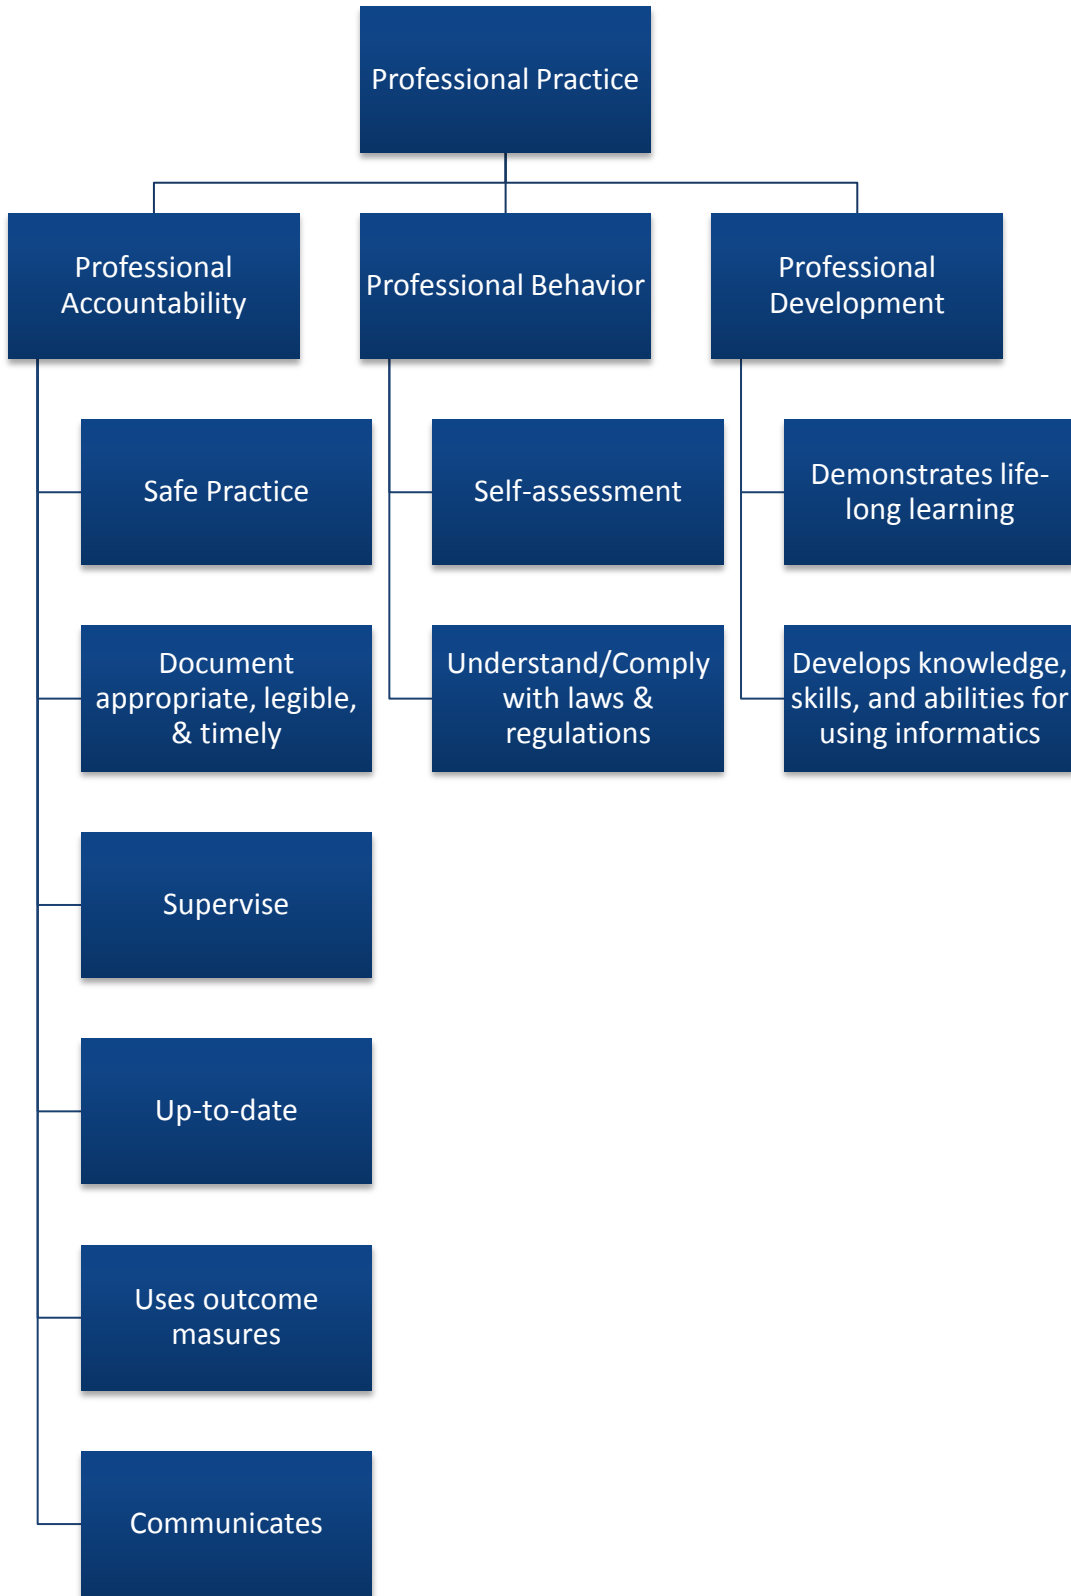 Professional Practice
Professional
Accountability
Professional Behavior
Professional
Development
Safe Practice
Self-assessment
Demonstrates life-
long learning
Document
appropriate, legible,
& timely
Understand/Comply
with laws &
regulations
Develops knowledge,
skills, and abilities for
using informatics
Supervise
Up-to-date
Uses outcome
masures
Communicates